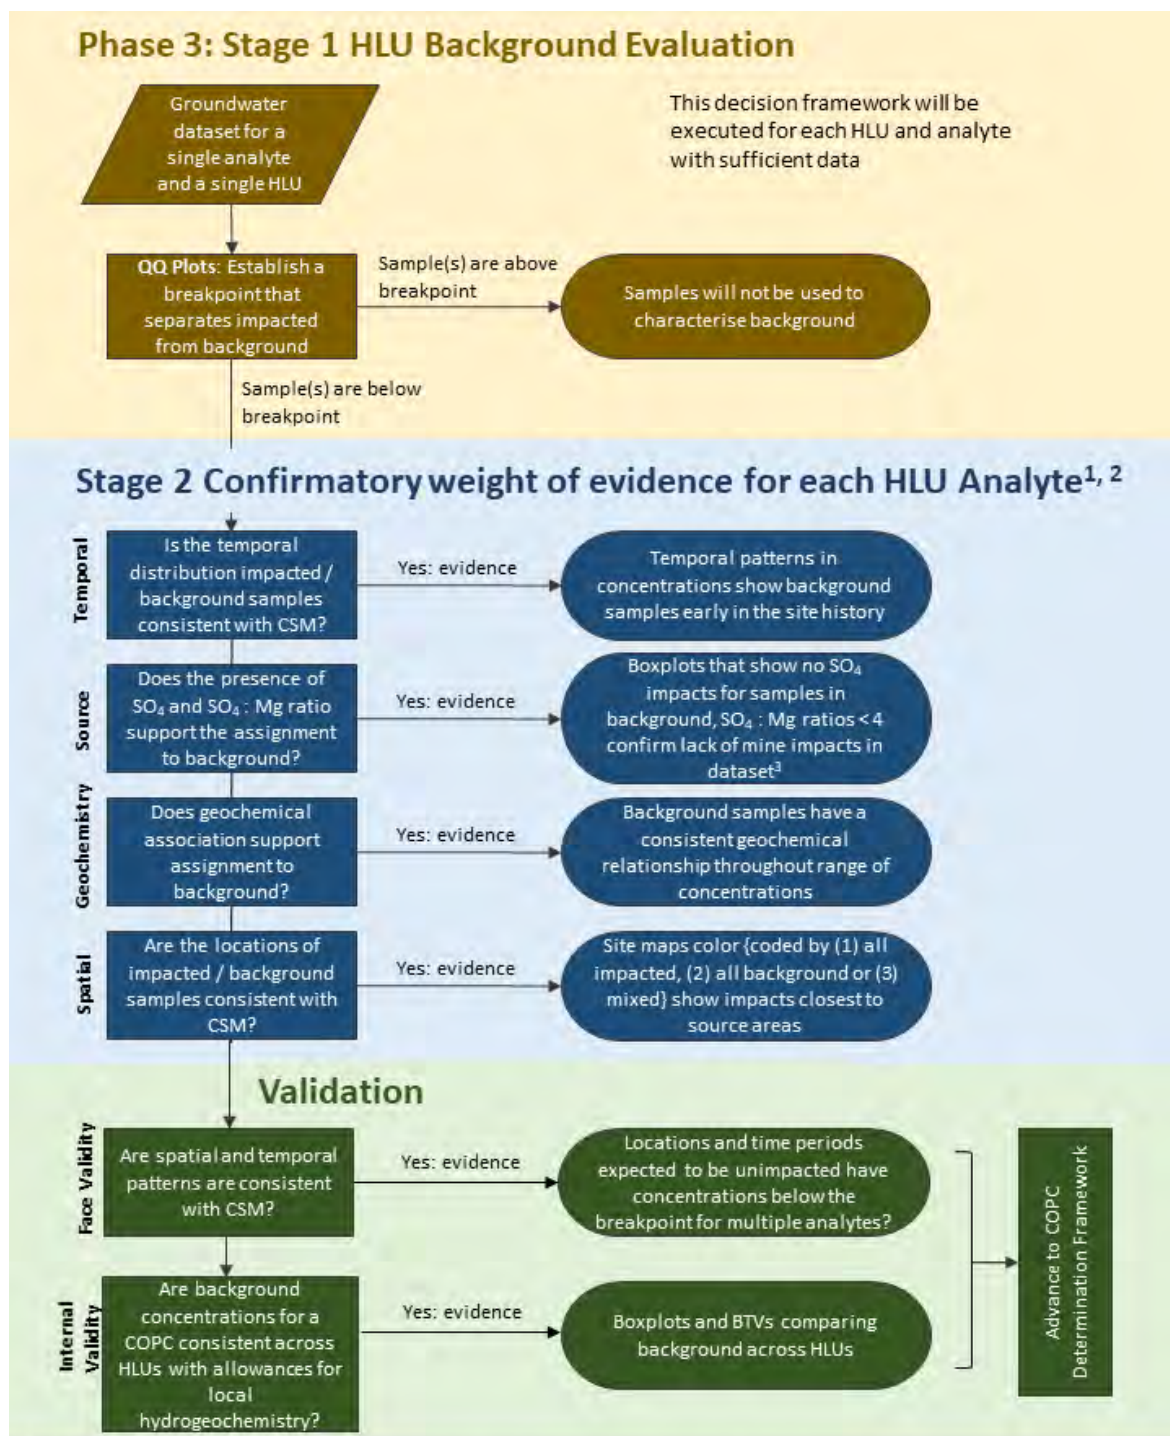 Phase 3: Stage 1 HLU Background Evaluation
Groundwater
dataset for a
single analyte
and a single HLU
This decision framework will be
executed for each HLU and analyte
with sufficient data
QQ Plots: Establish a
breakpoint that
separates impacted
from background
Sample(s) are above
breakpoint
Samples will not be used to
characterise background
Sample(s) are below
breakpoint
Stage 2 Confirmatory weight of evidence for each HLU Analyte¹, ²
Temporal
Is the temporal
distribution impacted /
background samples
consistent with CSM?
Yes: evidence
Temporal patterns in
concentrations show background
samples early in the site history
Source
Does the presence of
SO₄ and SO₄ : Mg ratio
support the assignment
to background?
Yes: evidence
Boxplots that show no SO₄
impacts for samples in
background, SO₄ : Mg ratios < 4
confirm lack of mine impacts in
dataset³
Geochemistry
Does geochemical
association support
assignment to
background?
Yes: evidence
Background samples have a
consistent geochemical
relationship throughout range of
concentrations
Spatial
Are the locations of
impacted / background
samples consistent with
CSM?
Yes: evidence
Site maps color {coded by (1) all
impacted, (2) all background or (3)
mixed} show impacts closest to
source areas
Validation
Face Validity
Are spatial and temporal
patterns are consistent
with CSM?
Yes: evidence
Locations and time periods
expected to be unimpacted have
concentrations below the
breakpoint for multiple analytes?
Internal
Validity
Are background
concentrations for a
COPC consistent across
HLUs with allowances for
local
hydrogeochemistry?
Yes: evidence
Boxplots and BTVs comparing
background across HLUs
Advance to COPC
Determination Framework